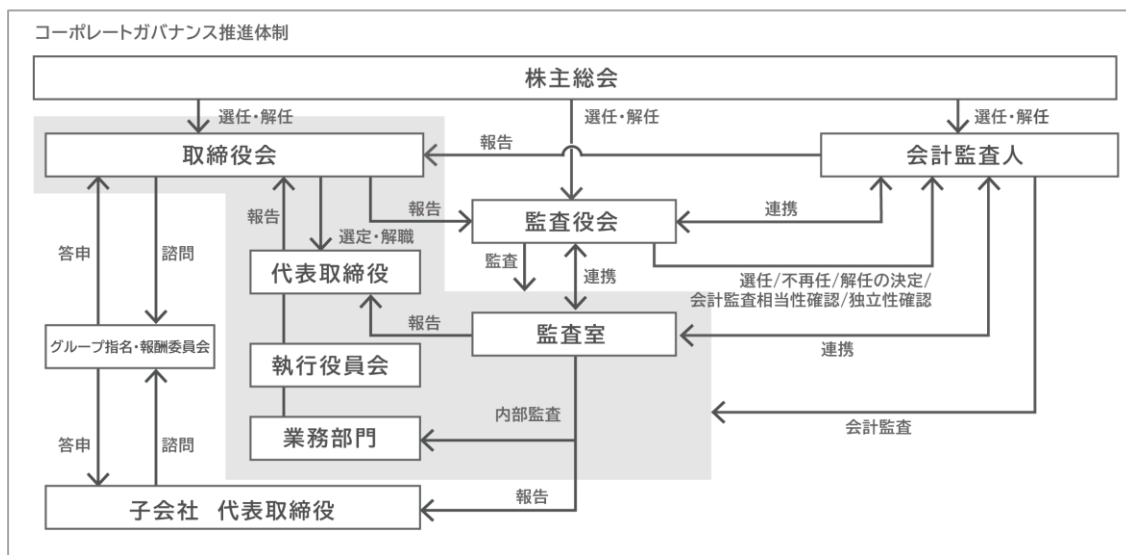 コーポレートガバナンス推進体制
株主総会
選任・解任
選任・解任
選任・解任
取締役会
報告
会計監査人
報告
報告
監査役会
連携
答申
諮問
選定・解職
代表取締役
監査
連携
選任/不再任/解任の決定/
会計監査相当性確認/独立性確認
報告
監査室
グループ指名・報酬委員会
執行役員会
連携
内部監査
会計監査
業務部門
答申
諮問
報告
子会社 代表取締役